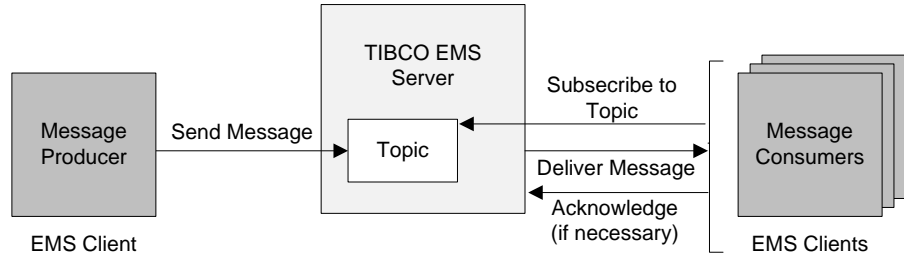 TIBCO EMS
Server
Message
Producer
EMS Client
Send Message
Topic
Subsecribe to
Topic
Deliver Message
Acknowledge
(if necessary)
Message
Consumers
EMS Clients